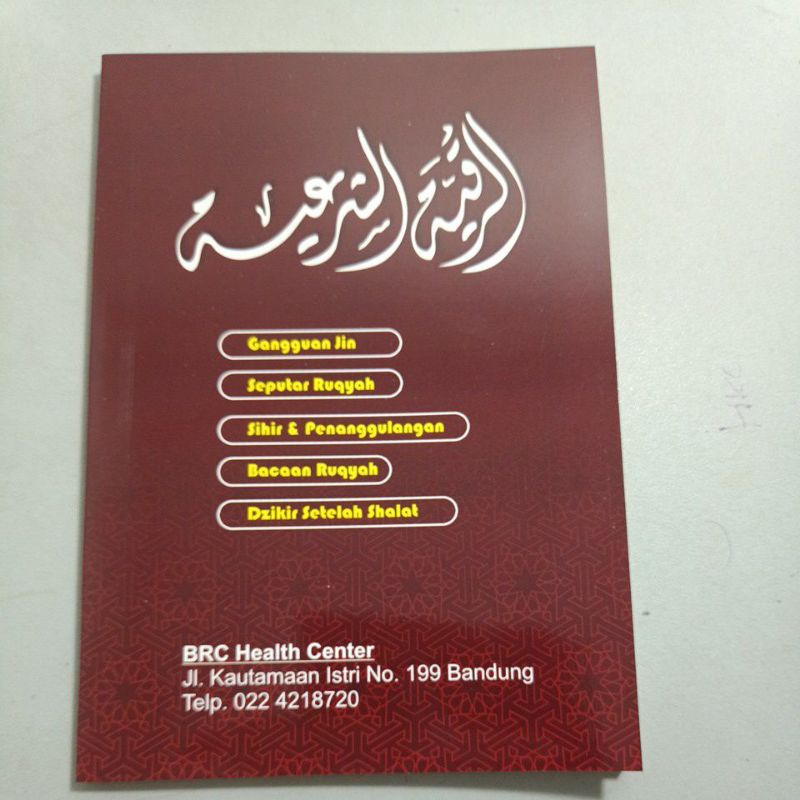 الرقية الشرعية
Gangguan Jin
Seputar Ruqyah
Sihir & Penanggulangan
Bacaan Ruqyah
Dzikir Setelah Shalat
BRC Health Center
Jl. Kautamaan Istri No. 199 Bandung
Telp. 022 4218720